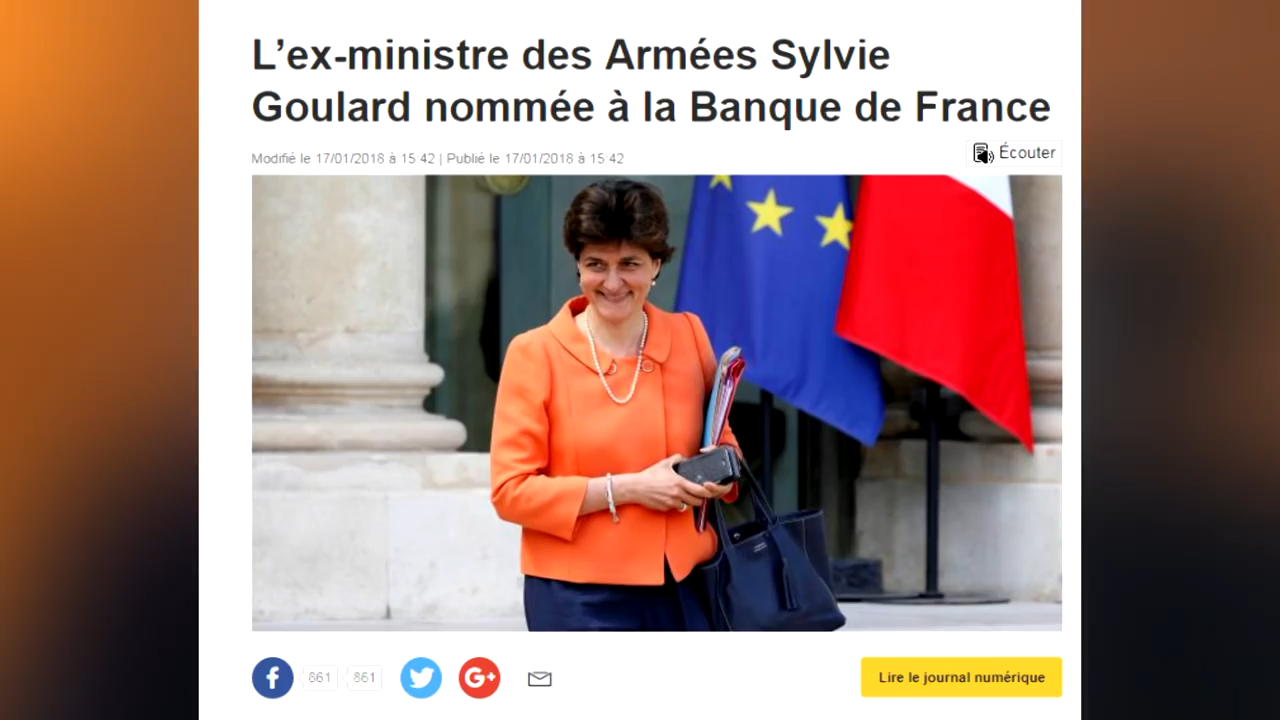 L'ex-ministre des Armées Sylvie
Goulard nommée à la Banque de France
Modifié le 17/01/2018 à 15:42 | Publié le 17/01/2018 à 15:42
Écouter
f 861 861 G+
Lire le journal numérique